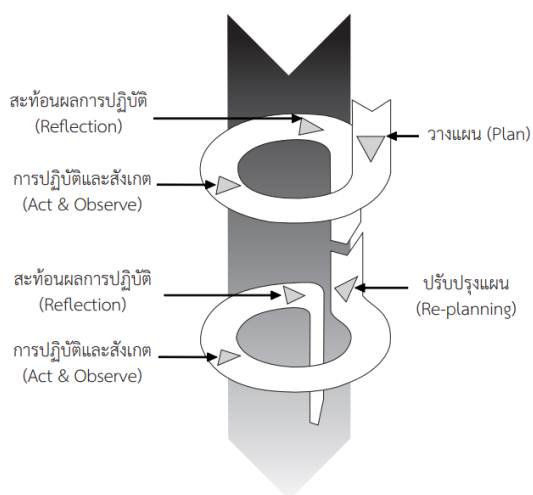 สะท้อนผลการปฏิบัติ
(Reflection)
วางแผน (Plan)
การปฏิบัติและสังเกต
(Act & Observe)
สะท้อนผลการปฏิบัติ
(Reflection)
ปรับปรุงแผน
(Re-planning)
การปฏิบัติและสังเกต
(Act & Observe)